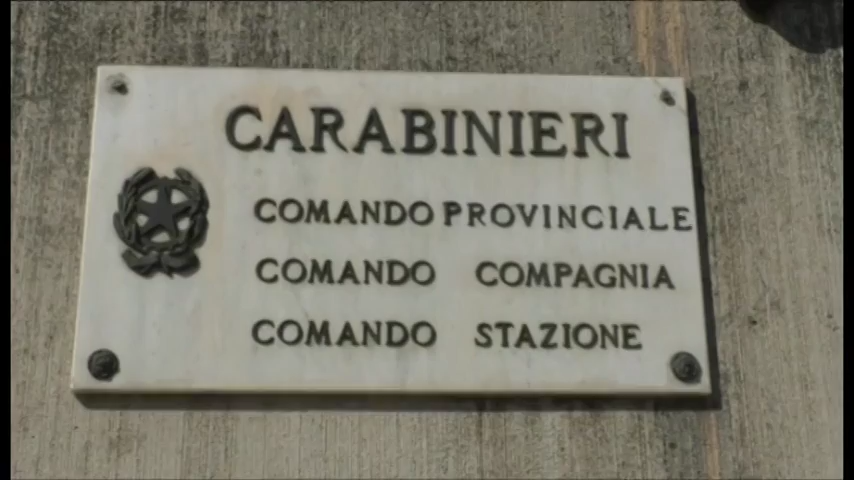 CARABINIERI
COMANDO PROVINCIALE
COMANDO COMPAGNIA
COMANDO STAZIONE